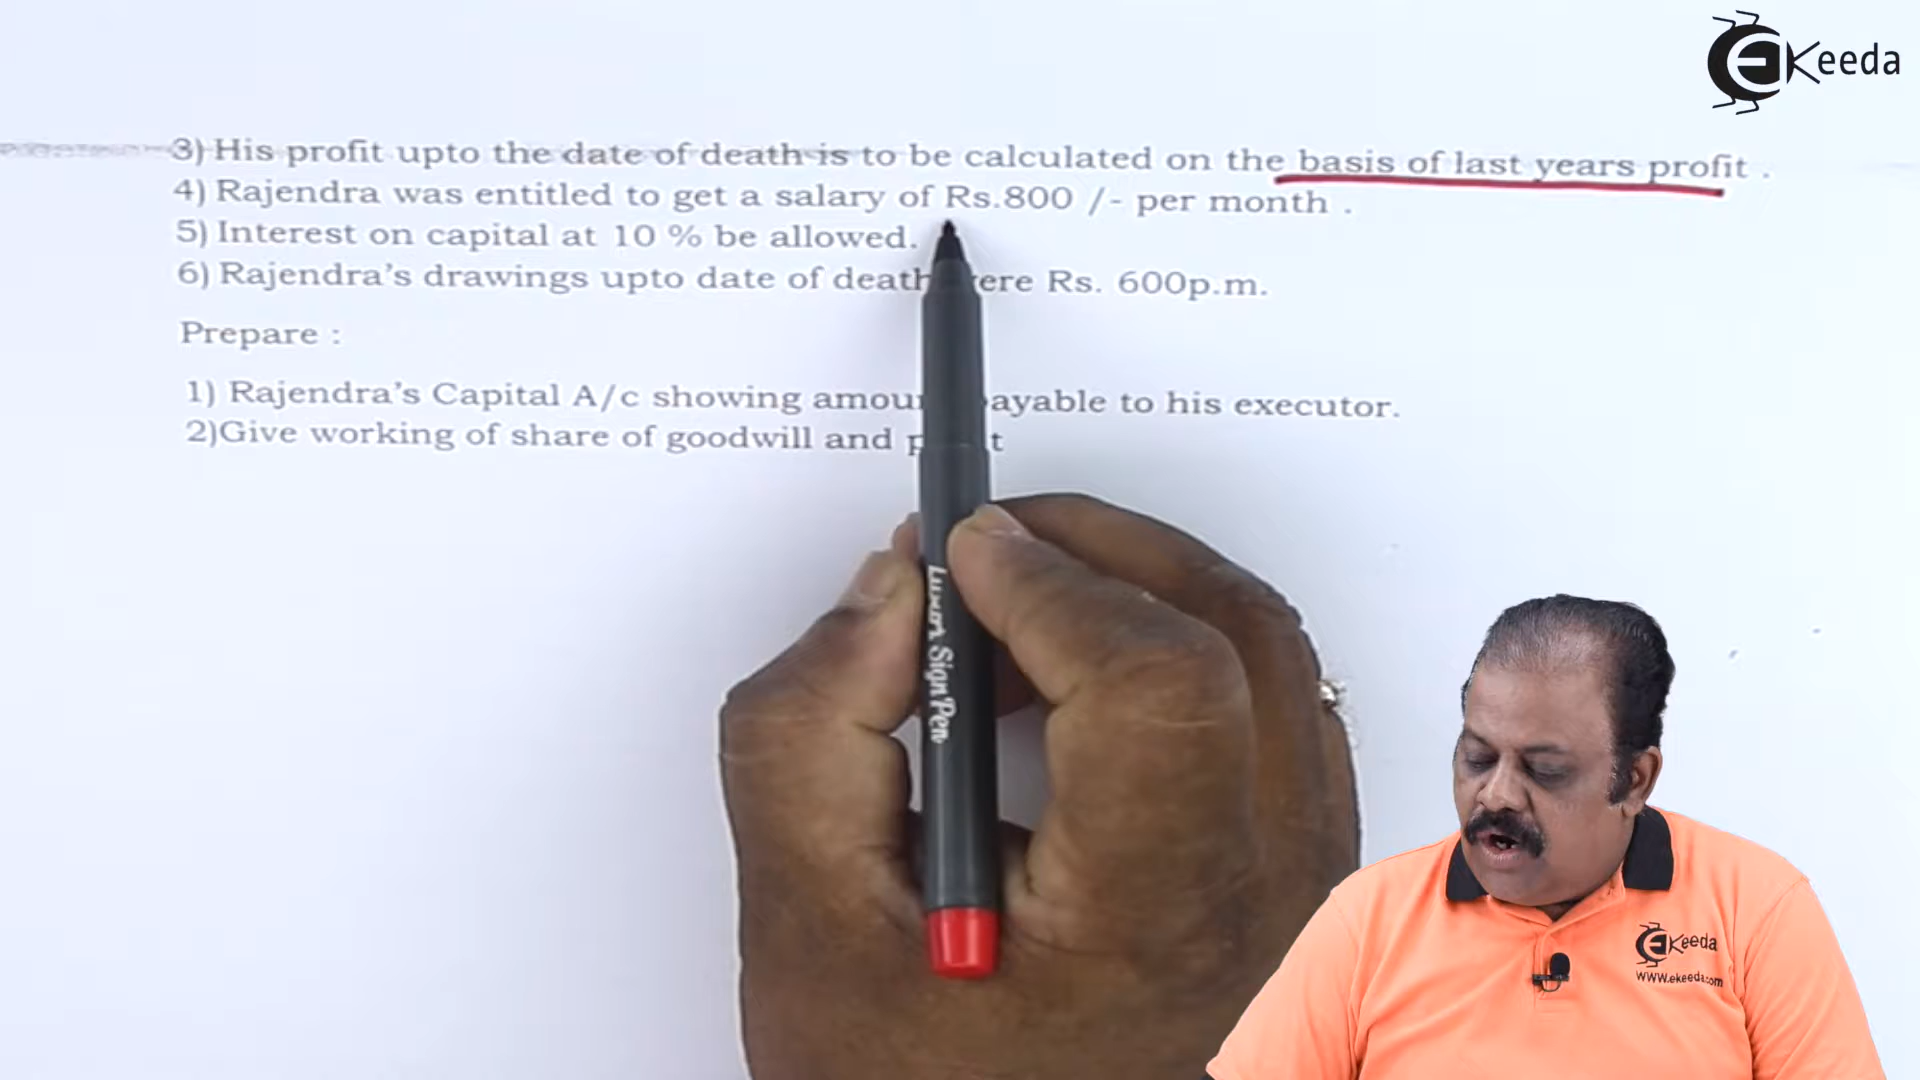 Keeda
3) His profit upto the date of death is to be calculated on the basis of last years profit .
4) Rajendra was entitled to get a salary of Rs.800 /- per month .
5) Interest on capital at 10 % be allowed.
6) Rajendra's drawings upto date of death ere Rs. 600p.m.
Prepare :
1) Rajendra's Capital A/c showing amou ayable to his executor.
2)Give working of share of goodwill and p t
Luxor Sign Pen
Keeda
www.ekeeda.com